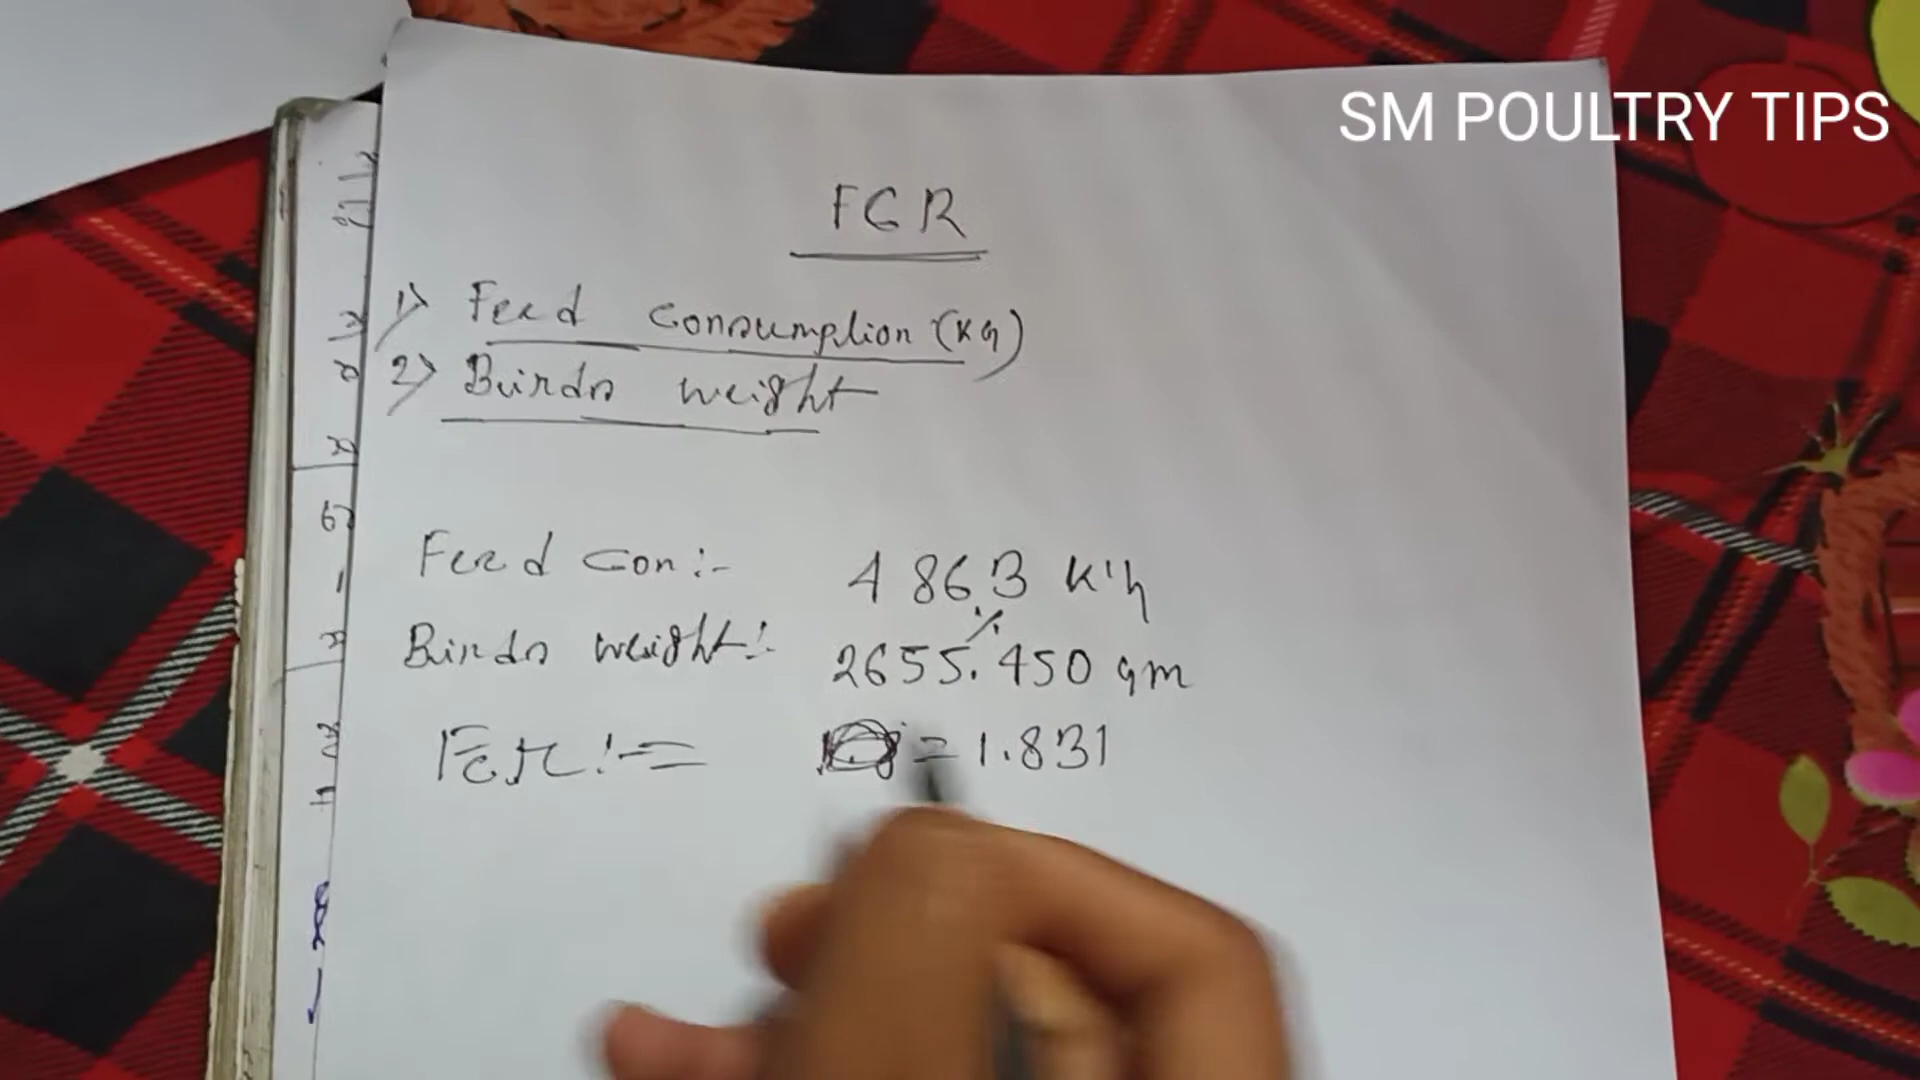 SM POULTRY TIPS
FCR
1) Feed Consumption (KG)
2) Birds weight
Feed con :- 4863 KG
Birds weight :- 2655.450 gm
FCR := = 1.831